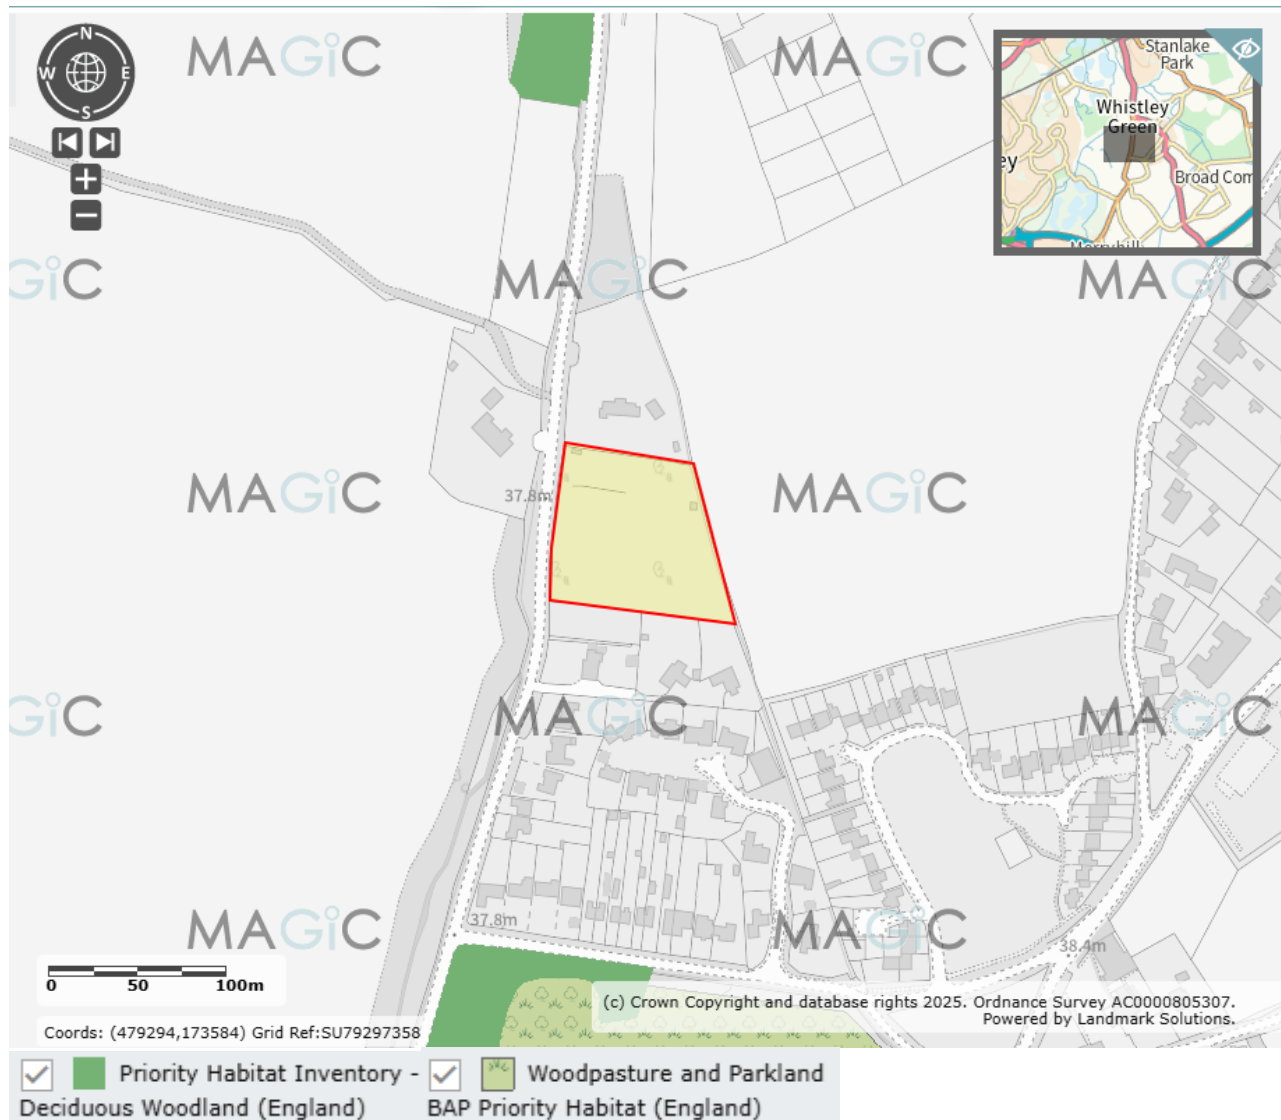 N
W E
S
MAGiC MAGiC
Stanlake
Park
Whistley
Green
ey
Broad Com
Merryhill
GiC MAGiC MAGiC
MAGiC MAGiC
37.8m
GiC MAGiC MAGiC
MAGiC MAGiC
37.8m
38.4m
0 50 100m
(c) Crown Copyright and database rights 2025. Ordnance Survey AC0000805307.
Powered by Landmark Solutions.
Coords: (479294,173584) Grid Ref:SU79297358
Priority Habitat Inventory -
Deciduous Woodland (England)
Woodpasture and Parkland
BAP Priority Habitat (England)